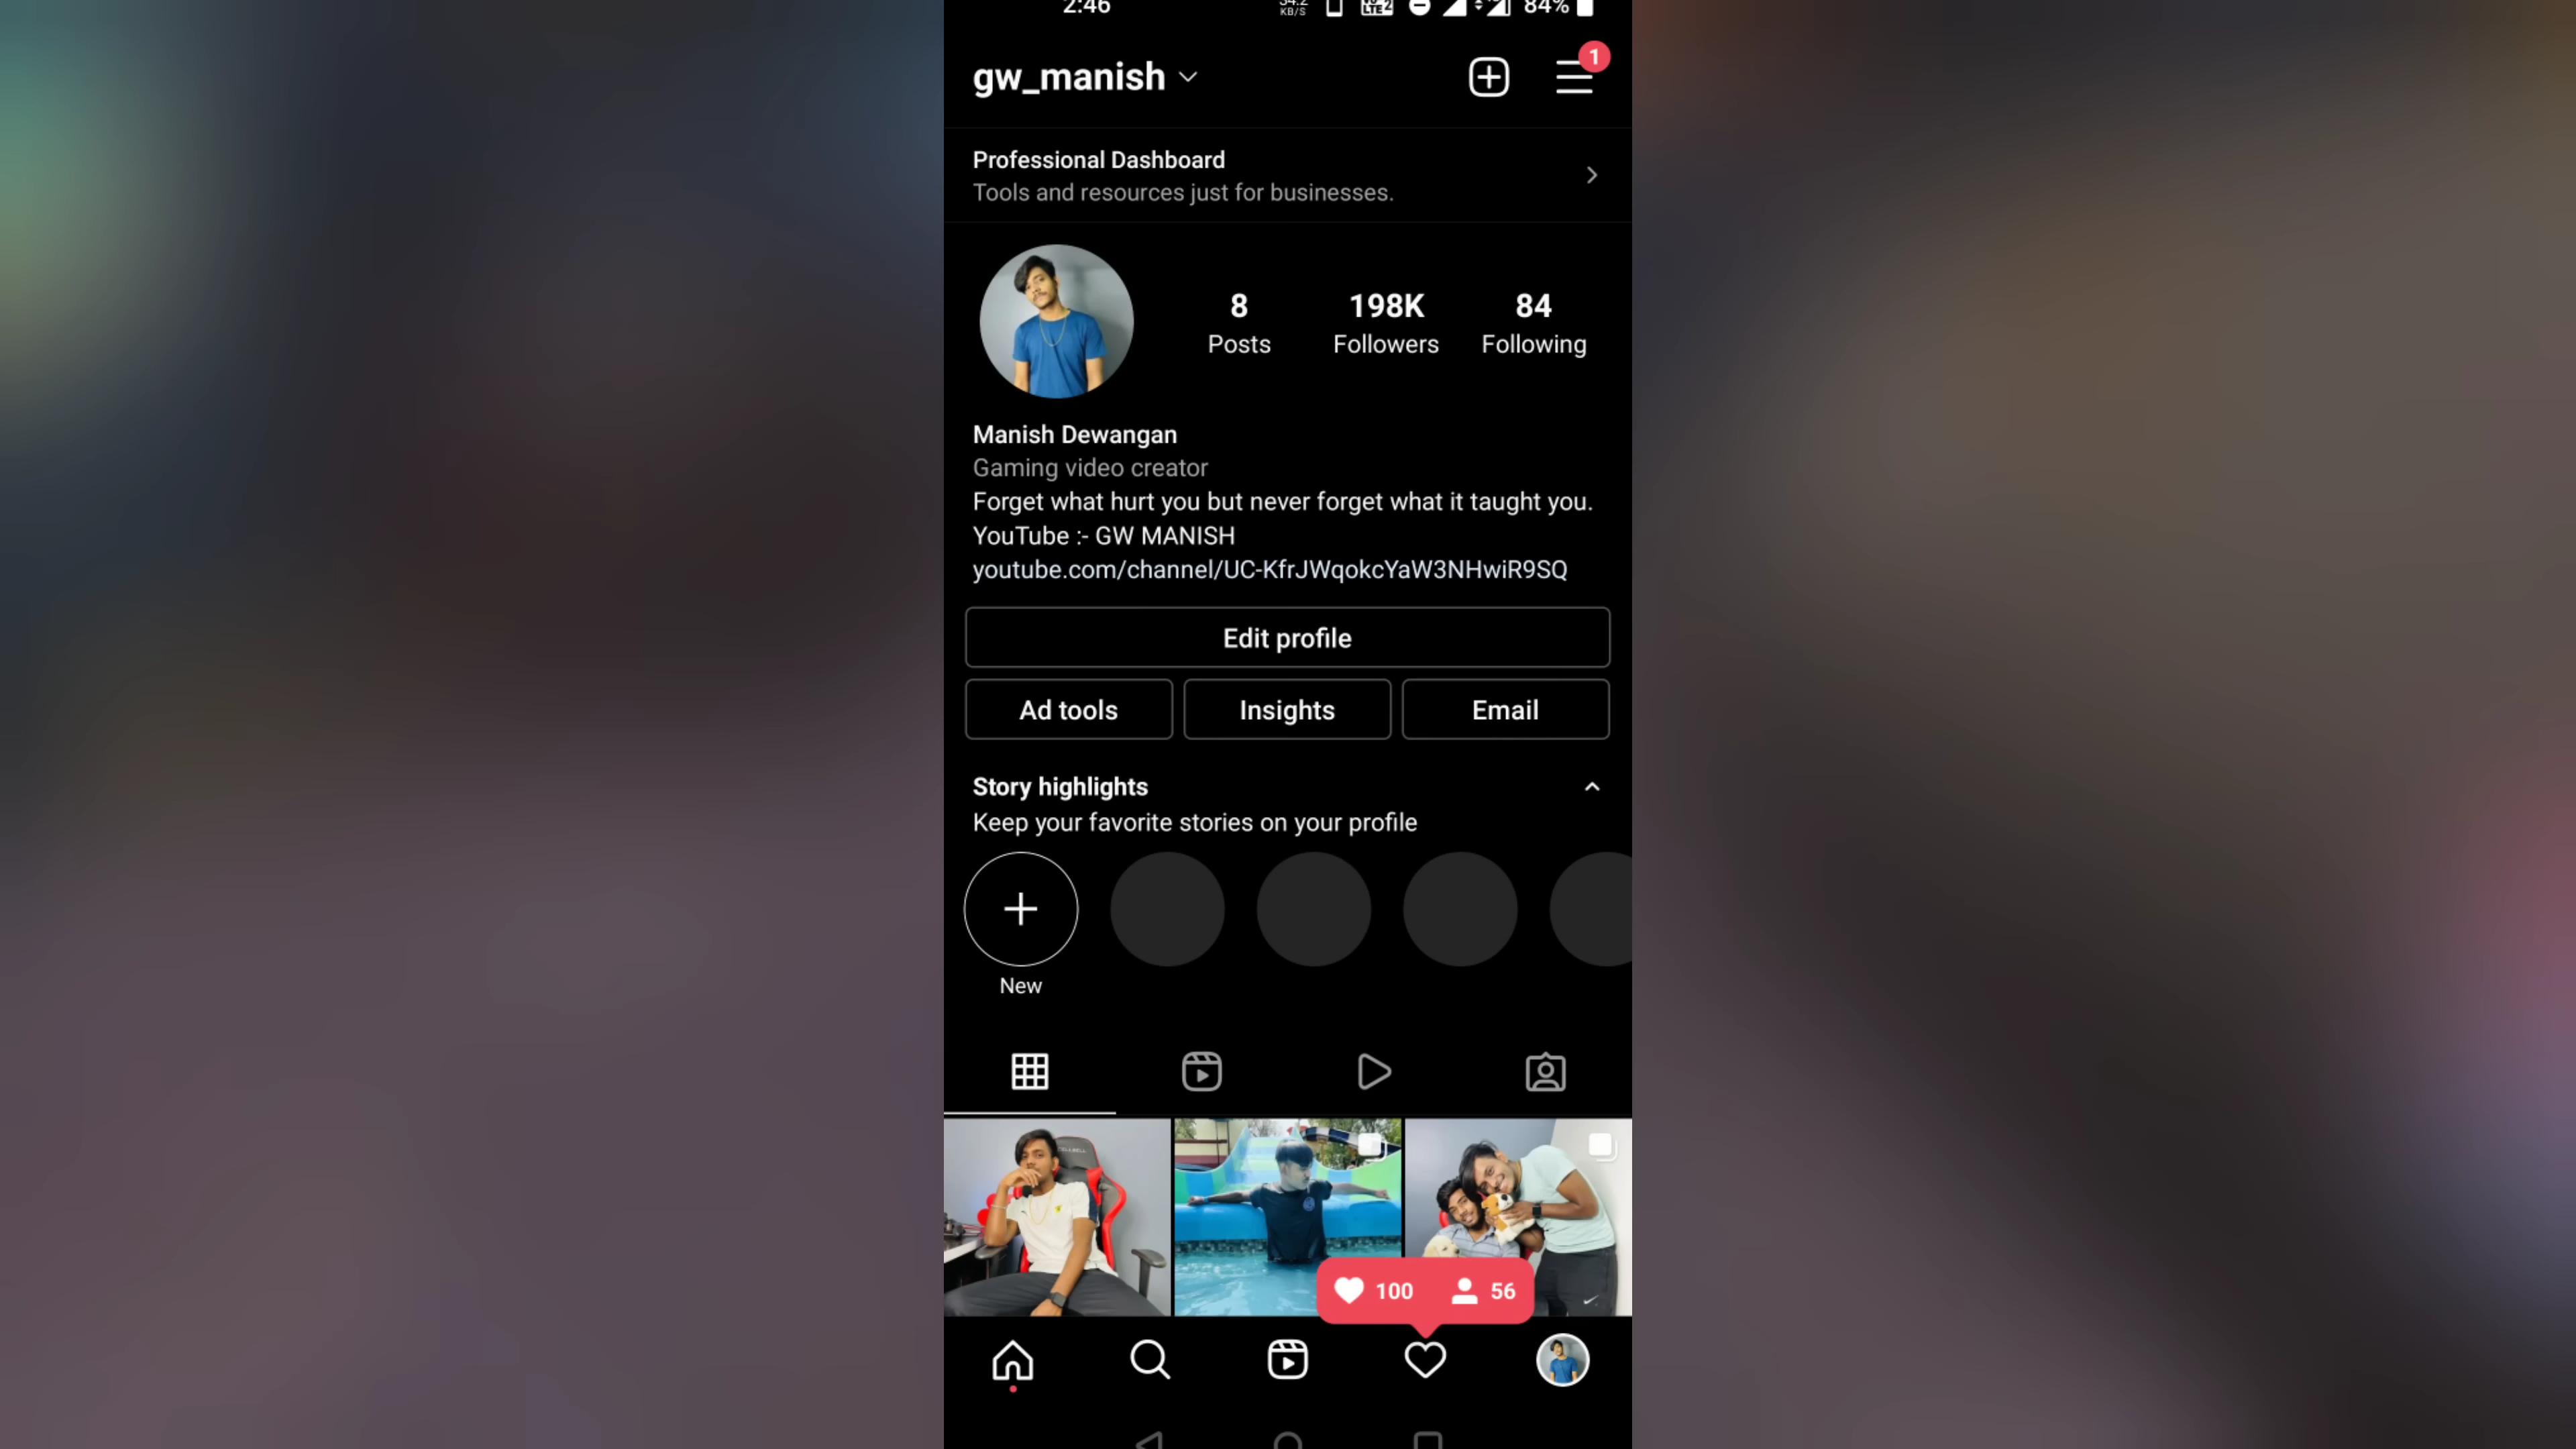 2:46 KB/S LTE 2 84%
gw_manish
1
Professional Dashboard
Tools and resources just for businesses.
8 198K 84
Posts Followers Following
Manish Dewangan
Gaming video creator
Forget what hurt you but never forget what it taught you.
YouTube :- GW MANISH
youtube.com/channel/UC-KfrJWqokcYaW3NHwiR9SQ
Edit profile
Ad tools Insights Email
Story highlights
Keep your favorite stories on your profile
New
100 56